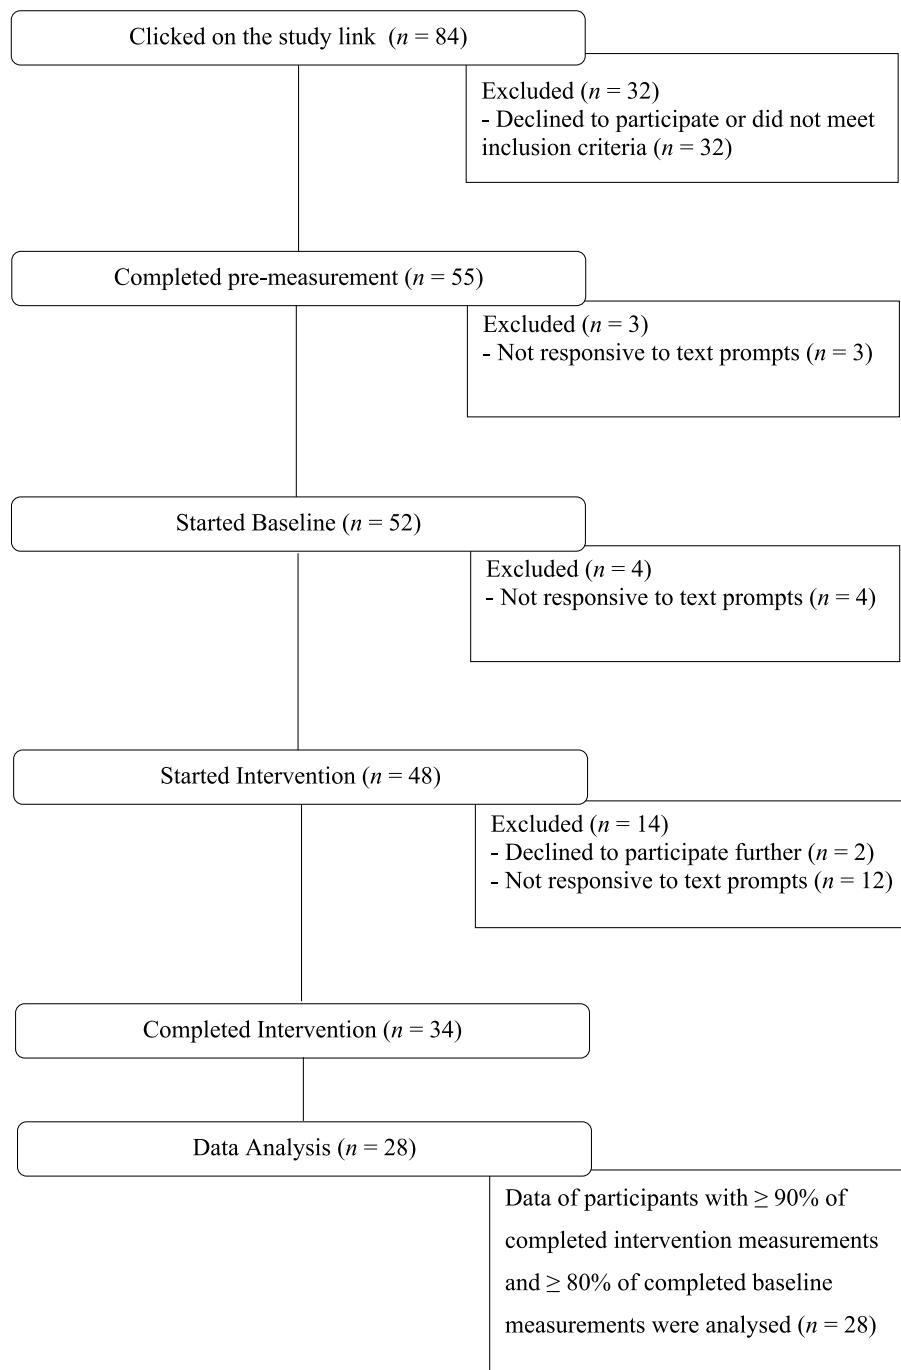 Clicked on the study link (n = 84)
Excluded (n = 32)
- Declined to participate or did not meet
inclusion criteria (n = 32)
Completed pre-measurement (n = 55)
Excluded (n = 3)
- Not responsive to text prompts (n = 3)
Started Baseline (n = 52)
Excluded (n = 4)
- Not responsive to text prompts (n = 4)
Started Intervention (n = 48)
Excluded (n = 14)
- Declined to participate further (n = 2)
- Not responsive to text prompts (n = 12)
Completed Intervention (n = 34)
Data Analysis (n = 28)
Data of participants with ≥ 90% of
completed intervention measurements
and ≥ 80% of completed baseline
measurements were analysed (n = 28)